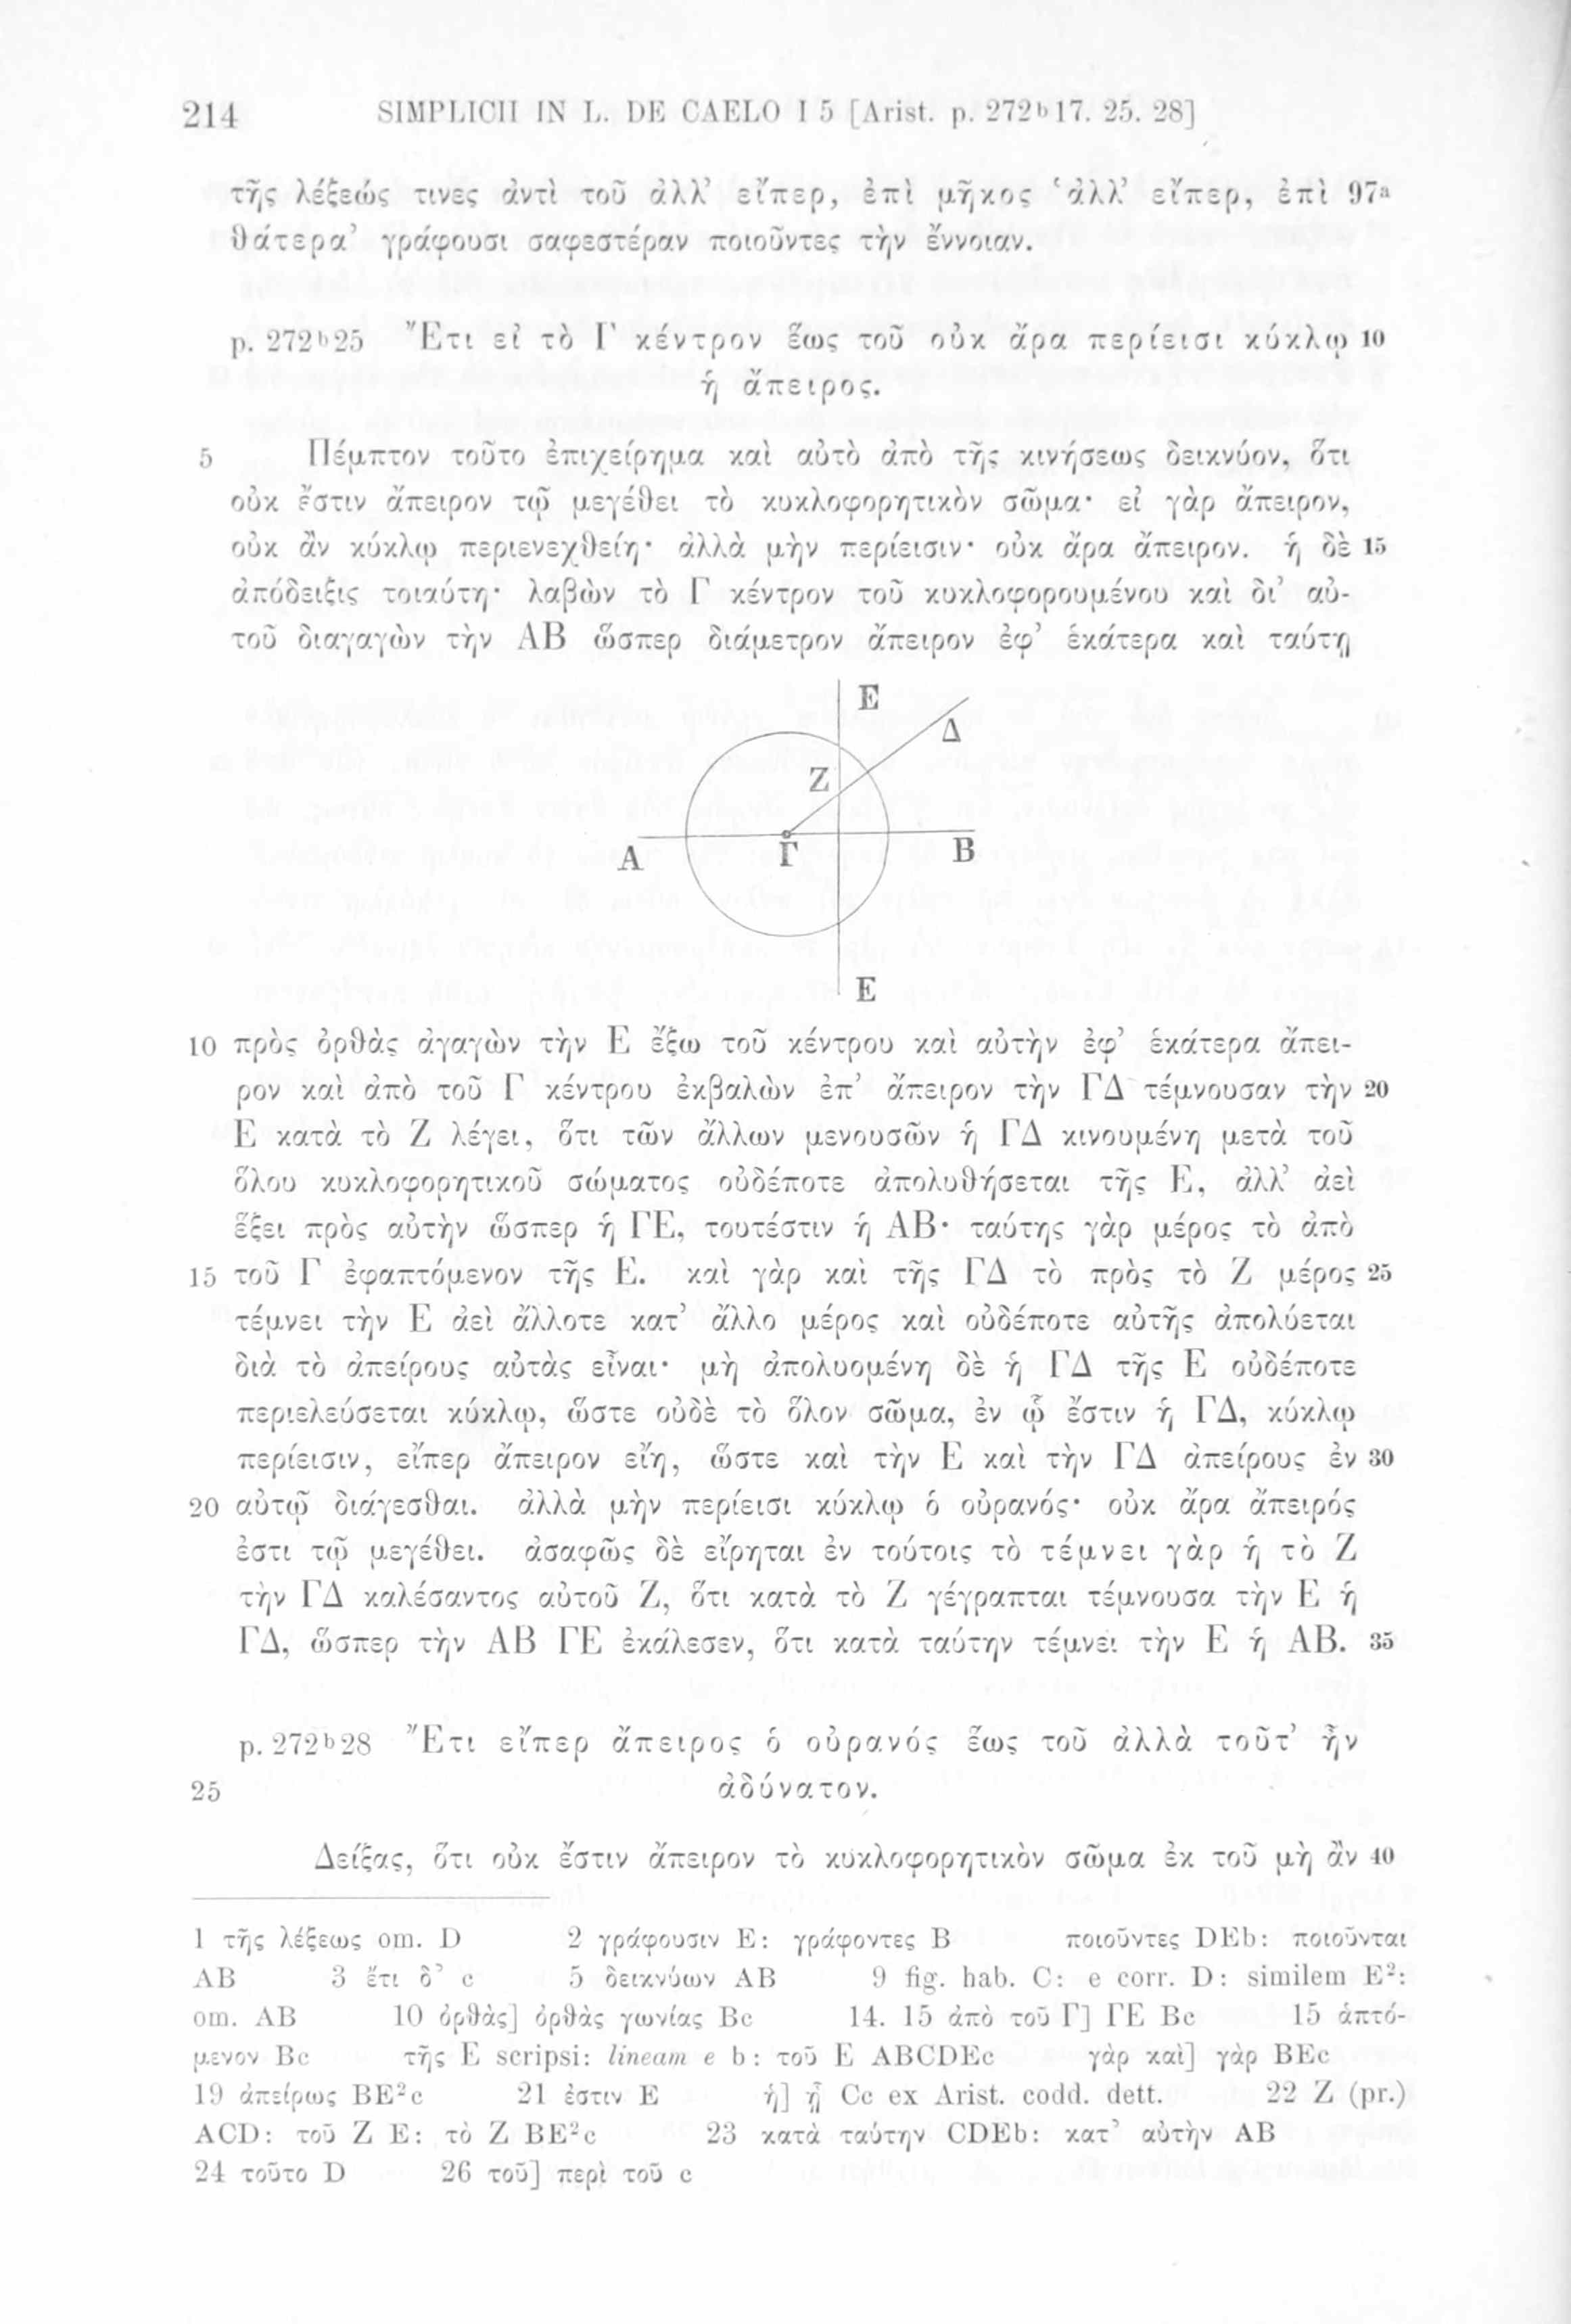 214 SIMPLICII IN L. DE CAELO I 5 [Arist. p. 272ᵇ17. 25. 28]
τῆς λέξεώς τινες ἀντὶ τοῦ ἀλλ’ εἴπερ, ἐπὶ μῆκος ‘ἀλλ’ εἴπερ, ἐπὶ 97ᵃ
θάτερα’ γράφουσι σαφεστέραν ποιοῦντες τὴν ἔννοιαν.
p. 272ᵇ25 Ἔτι εἰ τὸ Γ κέντρον ἕως τοῦ οὐκ ἄρα περίεισι κύκλῳ 10
ἡ ἄπειρος.
5 Πέμπτον τοῦτο ἐπιχείρημα καὶ αὐτὸ ἀπὸ τῆς κινήσεως δεικνύον, ὅτι
οὐκ ἔστιν ἄπειρον τῷ μεγέθει τὸ κυκλοφορητικὸν σῶμα· εἰ γὰρ ἄπειρον,
οὐκ ἂν κύκλῳ περιενεχθείη· ἀλλὰ μὴν περίεισιν· οὐκ ἄρα ἄπειρον. ἡ δὲ 15
ἀπόδειξις τοιαύτη· λαβὼν τὸ Γ κέντρον τοῦ κυκλοφορουμένου καὶ δι’ αὐ-
τοῦ διαγαγὼν τὴν ΑΒ ὥσπερ διάμετρον ἄπειρον ἐφ’ ἑκάτερα καὶ ταύτῃ
Ε
Δ
Ζ
Α Γ Β
Ε
10 πρὸς ὀρθὰς ἀγαγὼν τὴν Ε ἔξω τοῦ κέντρου καὶ αὐτὴν ἐφ’ ἑκάτερα ἄπει-
ρον καὶ ἀπὸ τοῦ Γ κέντρου ἐκβαλὼν ἐπ’ ἄπειρον τὴν ΓΔ τέμνουσαν τὴν 20
Ε κατὰ τὸ Ζ λέγει, ὅτι τῶν ἄλλων μενουσῶν ἡ ΓΔ κινουμένη μετὰ τοῦ
ὅλου κυκλοφορητικοῦ σώματος οὐδέποτε ἀπολυθήσεται τῆς Ε, ἀλλ’ ἀεὶ
ἕξει πρὸς αὐτὴν ὥσπερ ἡ ΓΕ, τουτέστιν ἡ ΑΒ· ταύτης γὰρ μέρος τὸ ἀπὸ
15 τοῦ Γ ἐφαπτόμενον τῆς Ε. καὶ γὰρ καὶ τῆς ΓΔ τὸ πρὸς τὸ Ζ μέρος 25
τέμνει τὴν Ε ἀεὶ ἄλλοτε κατ’ ἄλλο μέρος καὶ οὐδέποτε αὐτῆς ἀπολύεται
διὰ τὸ ἀπείρους αὐτὰς εἶναι· μὴ ἀπολυομένη δὲ ἡ ΓΔ τῆς Ε οὐδέποτε
περιελεύσεται κύκλῳ, ὥστε οὐδὲ τὸ ὅλον σῶμα, ἐν ᾧ ἔστιν ἡ ΓΔ, κύκλῳ
περίεισιν, εἴπερ ἄπειρον εἴη, ὥστε καὶ τὴν Ε καὶ τὴν ΓΔ ἀπείρους ἐν 30
20 αὐτῷ διάγεσθαι. ἀλλὰ μὴν περίεισι κύκλῳ ὁ οὐρανός· οὐκ ἄρα ἄπειρός
ἐστι τῷ μεγέθει. ἀσαφῶς δὲ εἴρηται ἐν τούτοις τὸ τέμνει γὰρ ἡ τὸ Ζ
τὴν ΓΔ καλέσαντος αὐτοῦ Ζ, ὅτι κατὰ τὸ Ζ γέγραπται τέμνουσα τὴν Ε ἡ
ΓΔ, ὥσπερ τὴν ΑΒ ΓΕ ἐκάλεσεν, ὅτι κατὰ ταύτην τέμνει τὴν Ε ἡ ΑΒ. 35
p. 272ᵇ28 Ἔτι εἴπερ ἄπειρος ὁ οὐρανός ἕως τοῦ ἀλλὰ τοῦτ’ ἦν
25 ἀδύνατον.
Δείξας, ὅτι οὐκ ἔστιν ἄπειρον τὸ κυκλοφορητικὸν σῶμα ἐκ τοῦ μὴ ἂν 40
1 τῆς λέξεως om. D 2 γράφουσιν E: γράφοντες B ποιοῦντες DEb: ποιοῦνται
AB 3 ἔτι δ’ c 5 δεικνύων AB 9 fig. hab. C: e corr. D: similem E²:
om. AB 10 ὀρθὰς] ὀρθὰς γωνίας Bc 14. 15 ἀπὸ τοῦ Γ] ΓΕ Bc 15 ἁπτό-
μενον Bc τῆς Ε scripsi: lineam e b: τοῦ Ε ABCDEc γὰρ καὶ] γὰρ BEc
19 ἀπείρως BE²c 21 ἐστιν E ἡ] ᾗ Cc ex Arist. codd. dett. 22 Ζ (pr.)
ACD: τοῦ Ζ E: τὸ Ζ BE²c 23 κατὰ ταύτην CDEb: κατ’ αὐτὴν AB
24 τοῦτο D 26 τοῦ] περὶ τοῦ c